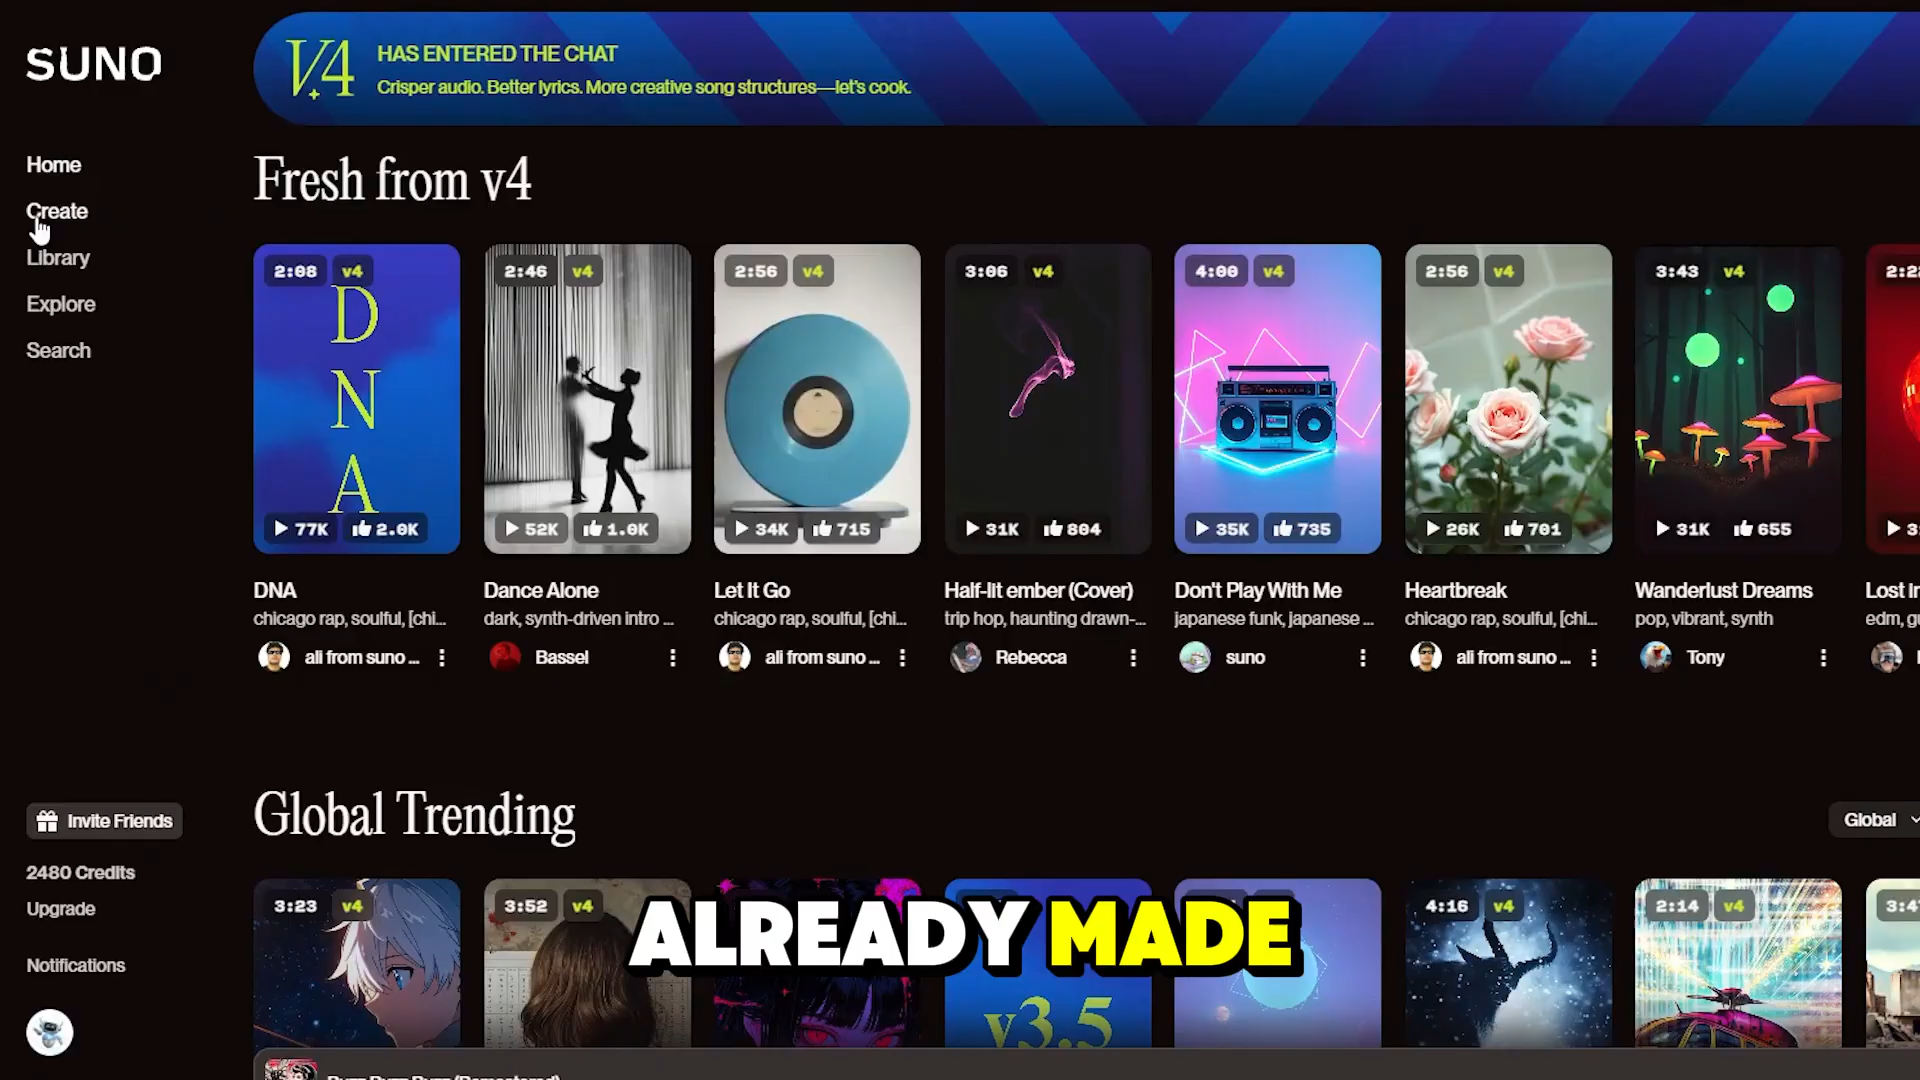 SUNO
V4
HAS ENTERED THE CHAT
Crisper audio. Better lyrics. More creative song structures—let's cook.
Home
Create
Library
Explore
Search
Fresh from v4
2:08 v4
DNA
77K 2.0K
DNA
chicago rap, soulful, [chi...
ali from suno ...
2:46 v4
52K 1.0K
Dance Alone
dark, synth-driven intro ...
Bassel
2:56 v4
34K 715
Let It Go
chicago rap, soulful, [chi...
ali from suno ...
3:06 v4
31K 804
Half-lit ember (Cover)
trip hop, haunting drawn-...
Rebecca
4:00 v4
35K 735
Don't Play With Me
japanese funk, japanese ...
suno
2:56 v4
26K 701
Heartbreak
chicago rap, soulful, [chi...
ali from suno ...
3:43 v4
31K 655
Wanderlust Dreams
pop, vibrant, synth
Tony
Invite Friends
2480 Credits
Upgrade
Notifications
Global Trending
Global
3:23 v4
3:52 v4
v3.5
4:16 v4
2:14 v4
ALREADY MADE